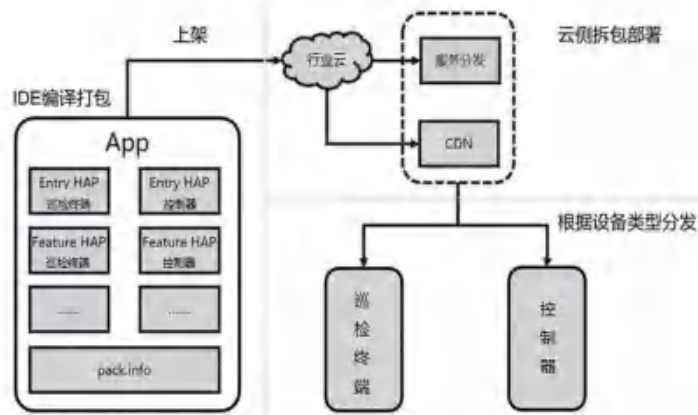 上架
云侧拆包部署
行业云
服务分发
IDE编译打包
App
CDN
Entry HAP
巡检终端
Entry HAP
控制器
Feature HAP
巡检终端
Feature HAP
控制器
根据设备类型分发
......
......
巡检终端
控制器
pack.info